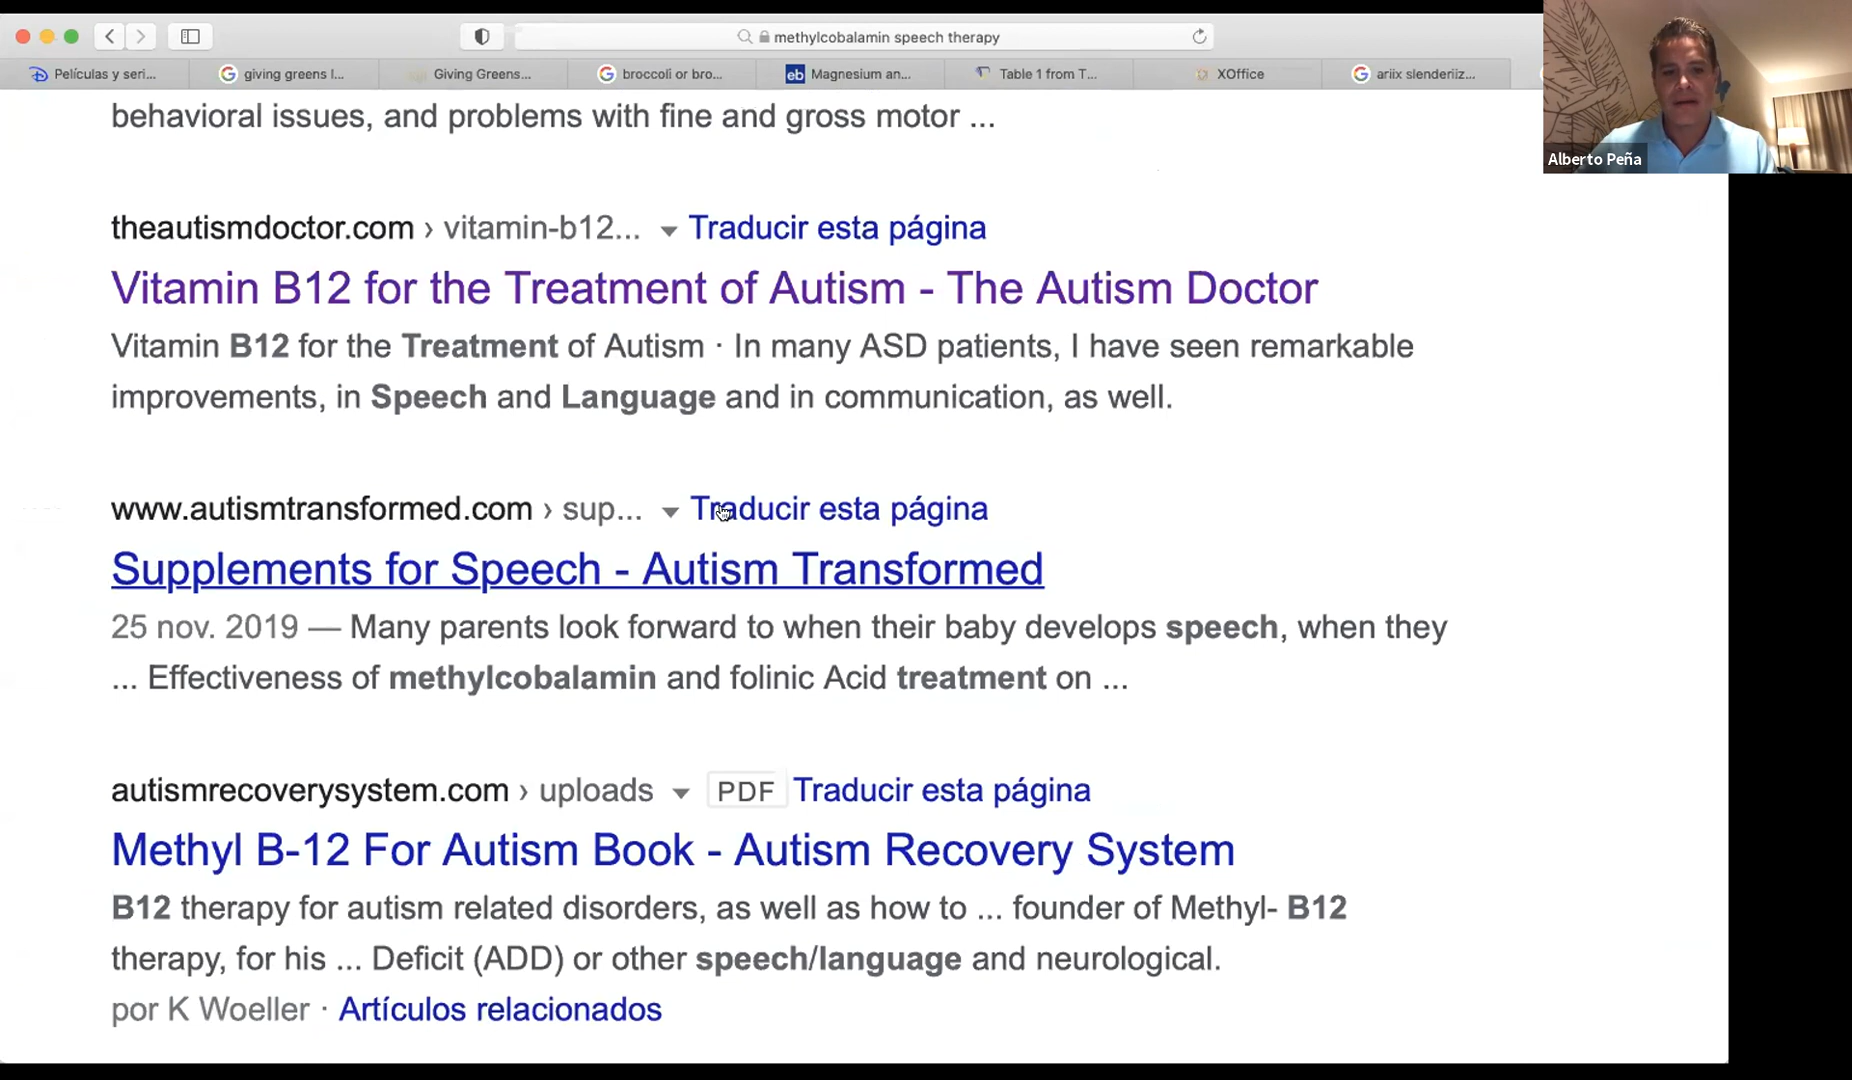 methylcobalamin speech therapy
Películas y seri...
giving greens l...
Giving Greens...
broccoli or bro...
eb Magnesium an...
Table 1 from T...
XOffice
ariix slenderiiz...
Alberto Peña
behavioral issues, and problems with fine and gross motor ...
theautismdoctor.com › vitamin-b12... Traducir esta página
Vitamin B12 for the Treatment of Autism - The Autism Doctor
Vitamin B12 for the Treatment of Autism · In many ASD patients, I have seen remarkable
improvements, in Speech and Language and in communication, as well.
www.autismtransformed.com › sup... Traducir esta página
Supplements for Speech - Autism Transformed
25 nov. 2019 — Many parents look forward to when their baby develops speech, when they
... Effectiveness of methylcobalamin and folinic Acid treatment on ...
autismrecoverysystem.com › uploads PDF Traducir esta página
Methyl B-12 For Autism Book - Autism Recovery System
B12 therapy for autism related disorders, as well as how to ... founder of Methyl- B12
therapy, for his ... Deficit (ADD) or other speech/language and neurological.
por K Woeller · Artículos relacionados